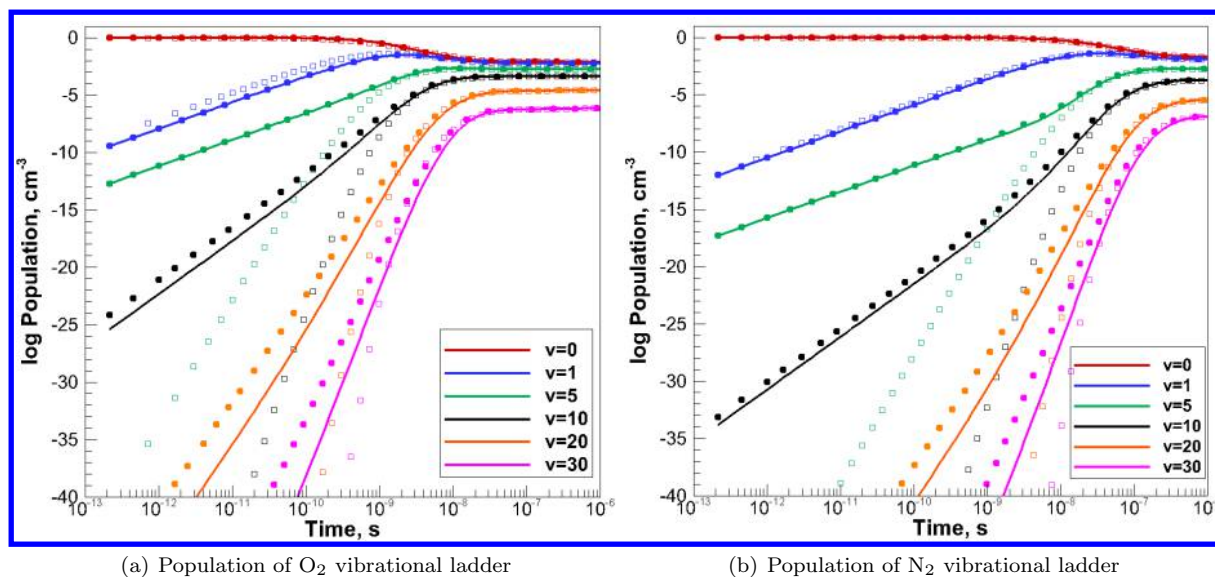 log Population, cm⁻³
0
-5
-10
-15
-20
-25
-30
-35
-40
v=0
v=1
v=5
v=10
v=20
v=30
10⁻¹³ 10⁻¹² 10⁻¹¹ 10⁻¹⁰ 10⁻⁹ 10⁻⁸ 10⁻⁷ 10⁻⁶
Time, s
(a) Population of O₂ vibrational ladder
log Population, cm⁻³
0
-5
-10
-15
-20
-25
-30
-35
-40
v=0
v=1
v=5
v=10
v=20
v=30
10⁻¹³ 10⁻¹² 10⁻¹¹ 10⁻¹⁰ 10⁻⁹ 10⁻⁸ 10⁻⁷ 10⁻⁶
Time, s
(b) Population of N₂ vibrational ladder